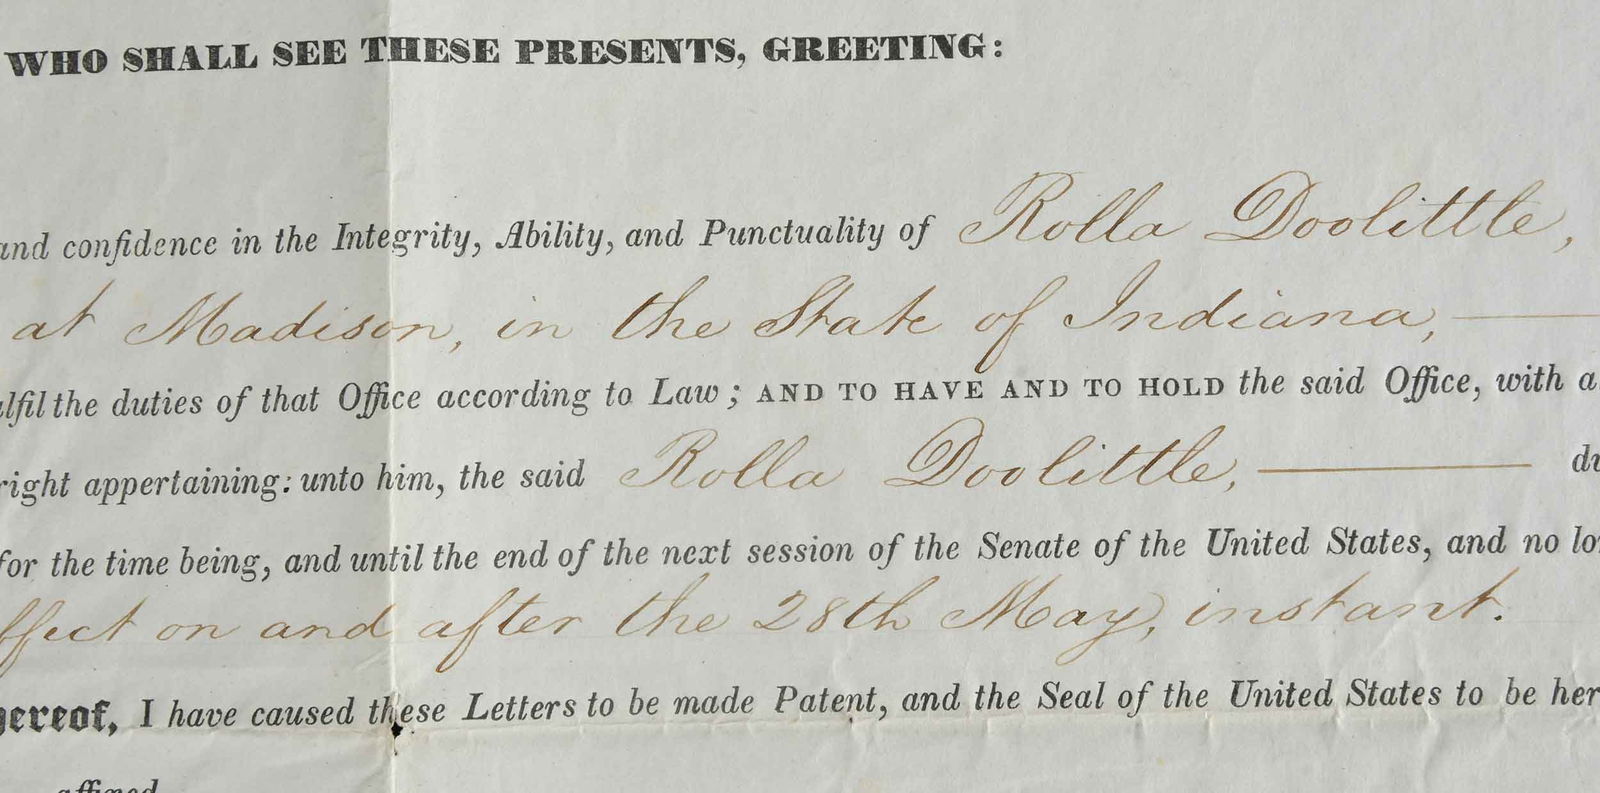 WHO SHALL SEE THESE PRESENTS, GREETING:
and confidence in the Integrity, Ability, and Punctuality of Rolla Doolittle,
at Madison, in the State of Indiana,
lfil the duties of that Office according to Law; AND TO HAVE AND TO HOLD the said Office, with a
right appertaining: unto him, the said Rolla Doolittle, du
for the time being, and until the end of the next session of the Senate of the United States, and no lo
ffect on and after the 28th May, instant.
hereof, I have caused these Letters to be made Patent, and the Seal of the United States to be her
affixed